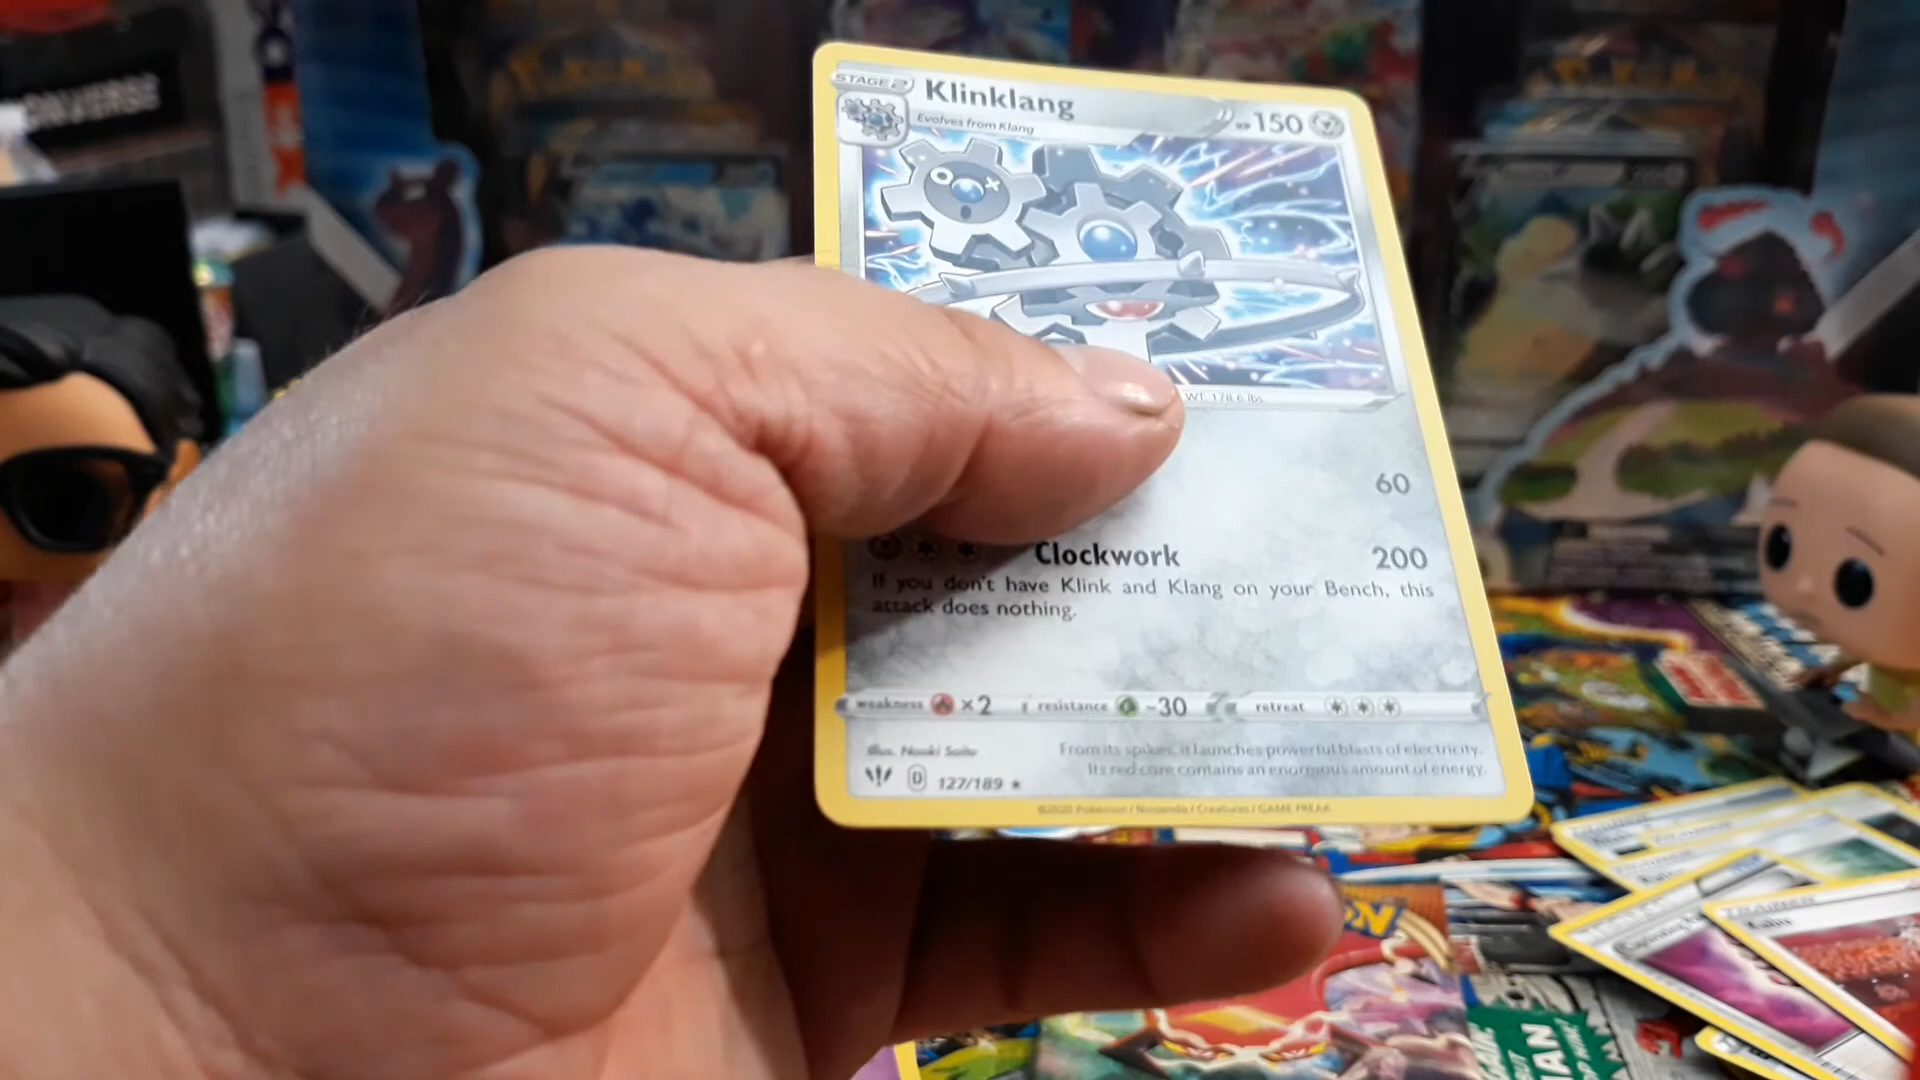 ONVERSE
STAGE 2
Klinklang
Evolves from Klang
HP 150
WT. 178.6 lbs.
60
Clockwork 200
If you don't have Klink and Klang on your Bench, this
attack does nothing.
weakness ×2 resistance -30 retreat
Illus. Naoki Saito
From its spikes, it launches powerful blasts of electricity.
Its red core contains an enormous amount of energy.
D 127/189
©2020 Pokémon / Nintendo / Creatures / GAME FREAK